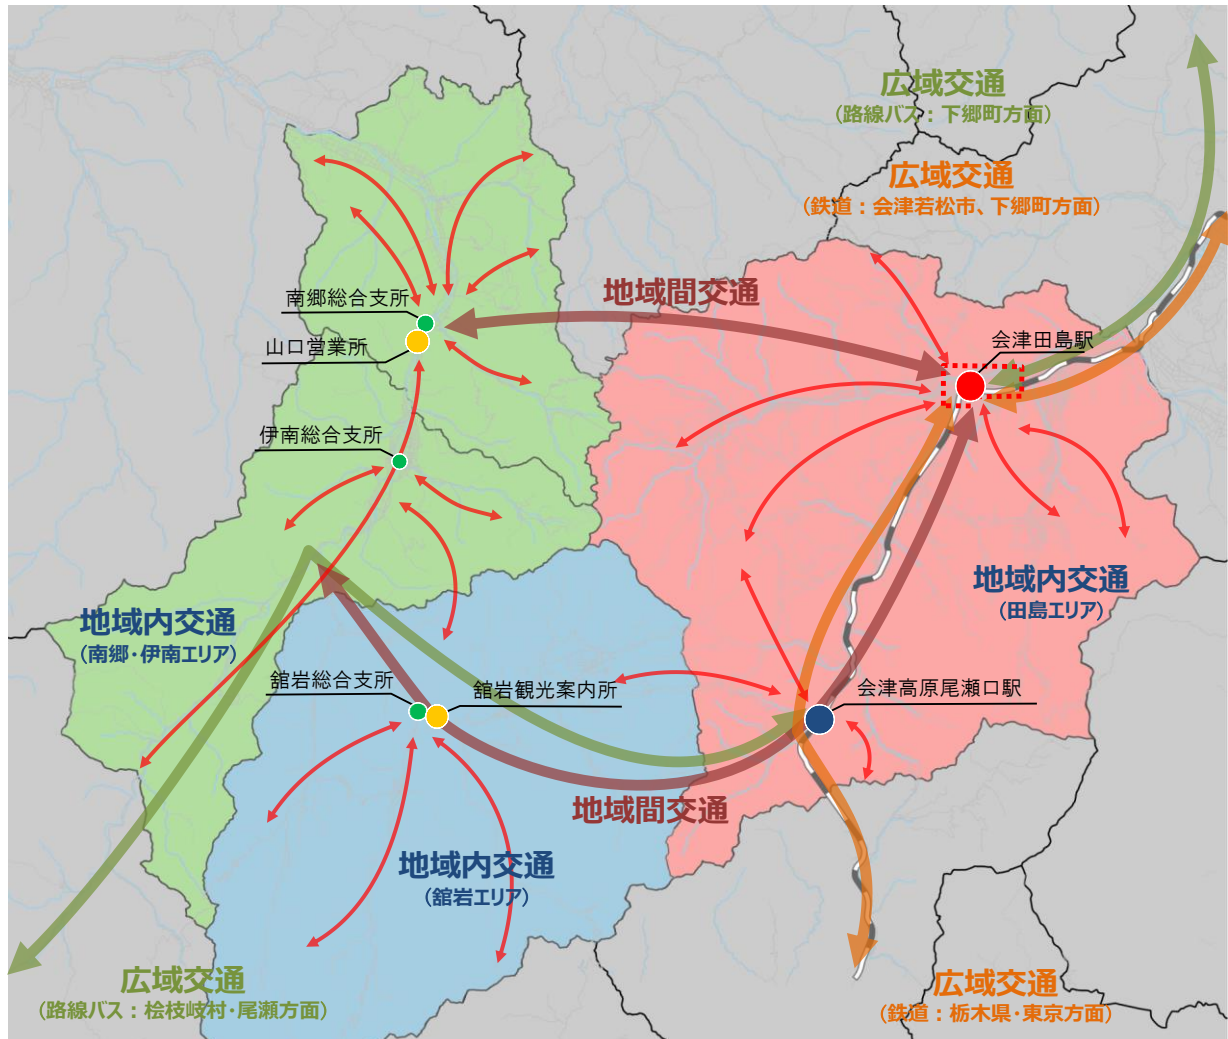 広域交通
(路線バス：下郷町方面)
広域交通
(鉄道：会津若松市、下郷町方面)
地域間交通
南郷総合支所
山口営業所
会津田島駅
伊南総合支所
地域内交通
(田島エリア)
地域内交通
(南郷・伊南エリア)
舘岩総合支所
舘岩観光案内所
会津高原尾瀬口駅
地域間交通
地域内交通
(舘岩エリア)
広域交通
(路線バス：桧枝岐村・尾瀬方面)
広域交通
(鉄道：栃木県・東京方面)